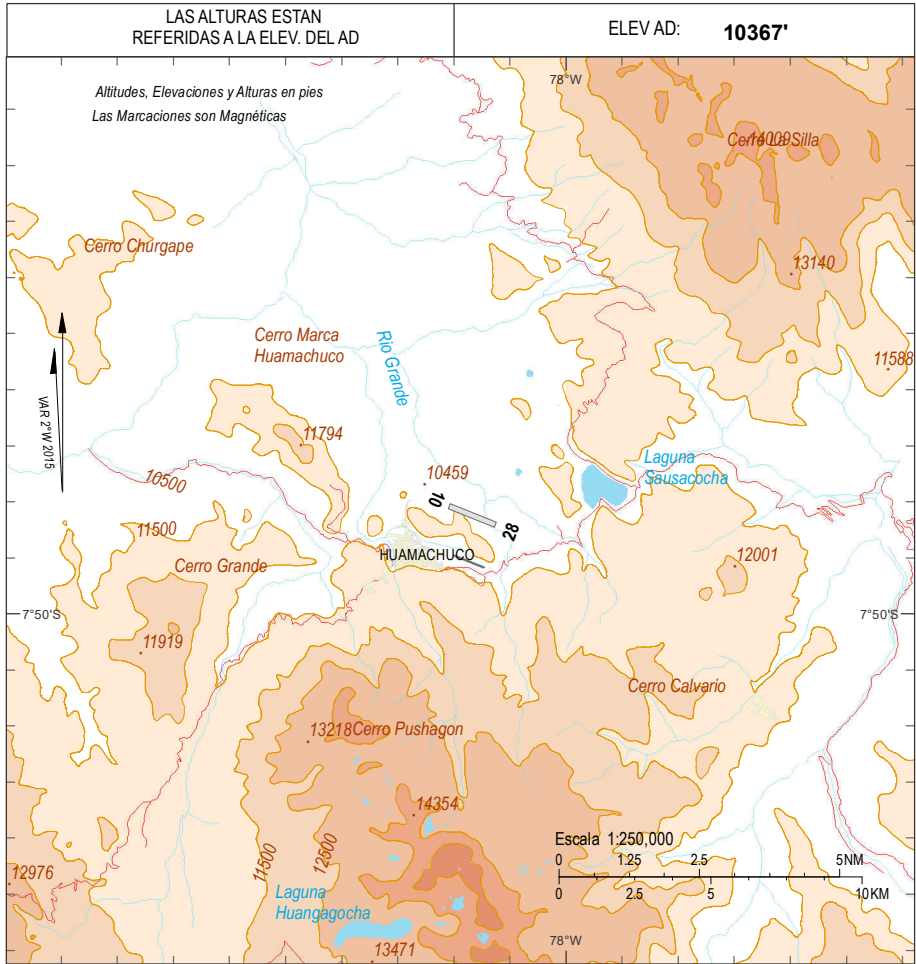 LAS ALTURAS ESTAN
REFERIDAS A LA ELEV. DEL AD
ELEV AD: 10367'
78°W
Altitudes, Elevaciones y Alturas en pies
Las Marcaciones son Magnéticas
Cerro La Silla
14009
Cerro Churgape
13140
VAR 2°W 2015
Cerro Marca
Huamachuco
Rio Grande
11588
11794
10459
Laguna
Sausacocha
10500
10
28
11500
HUAMACHUCO
Cerro Grande
12001
7°50'S
7°50'S
11919
Cerro Calvario
13218
Cerro Pushagon
14354
11500
12500
12976
Laguna
Huangagocha
13471
Escala 1:250,000
0 1.25 2.5 5NM
0 2.5 5 10KM
78°W